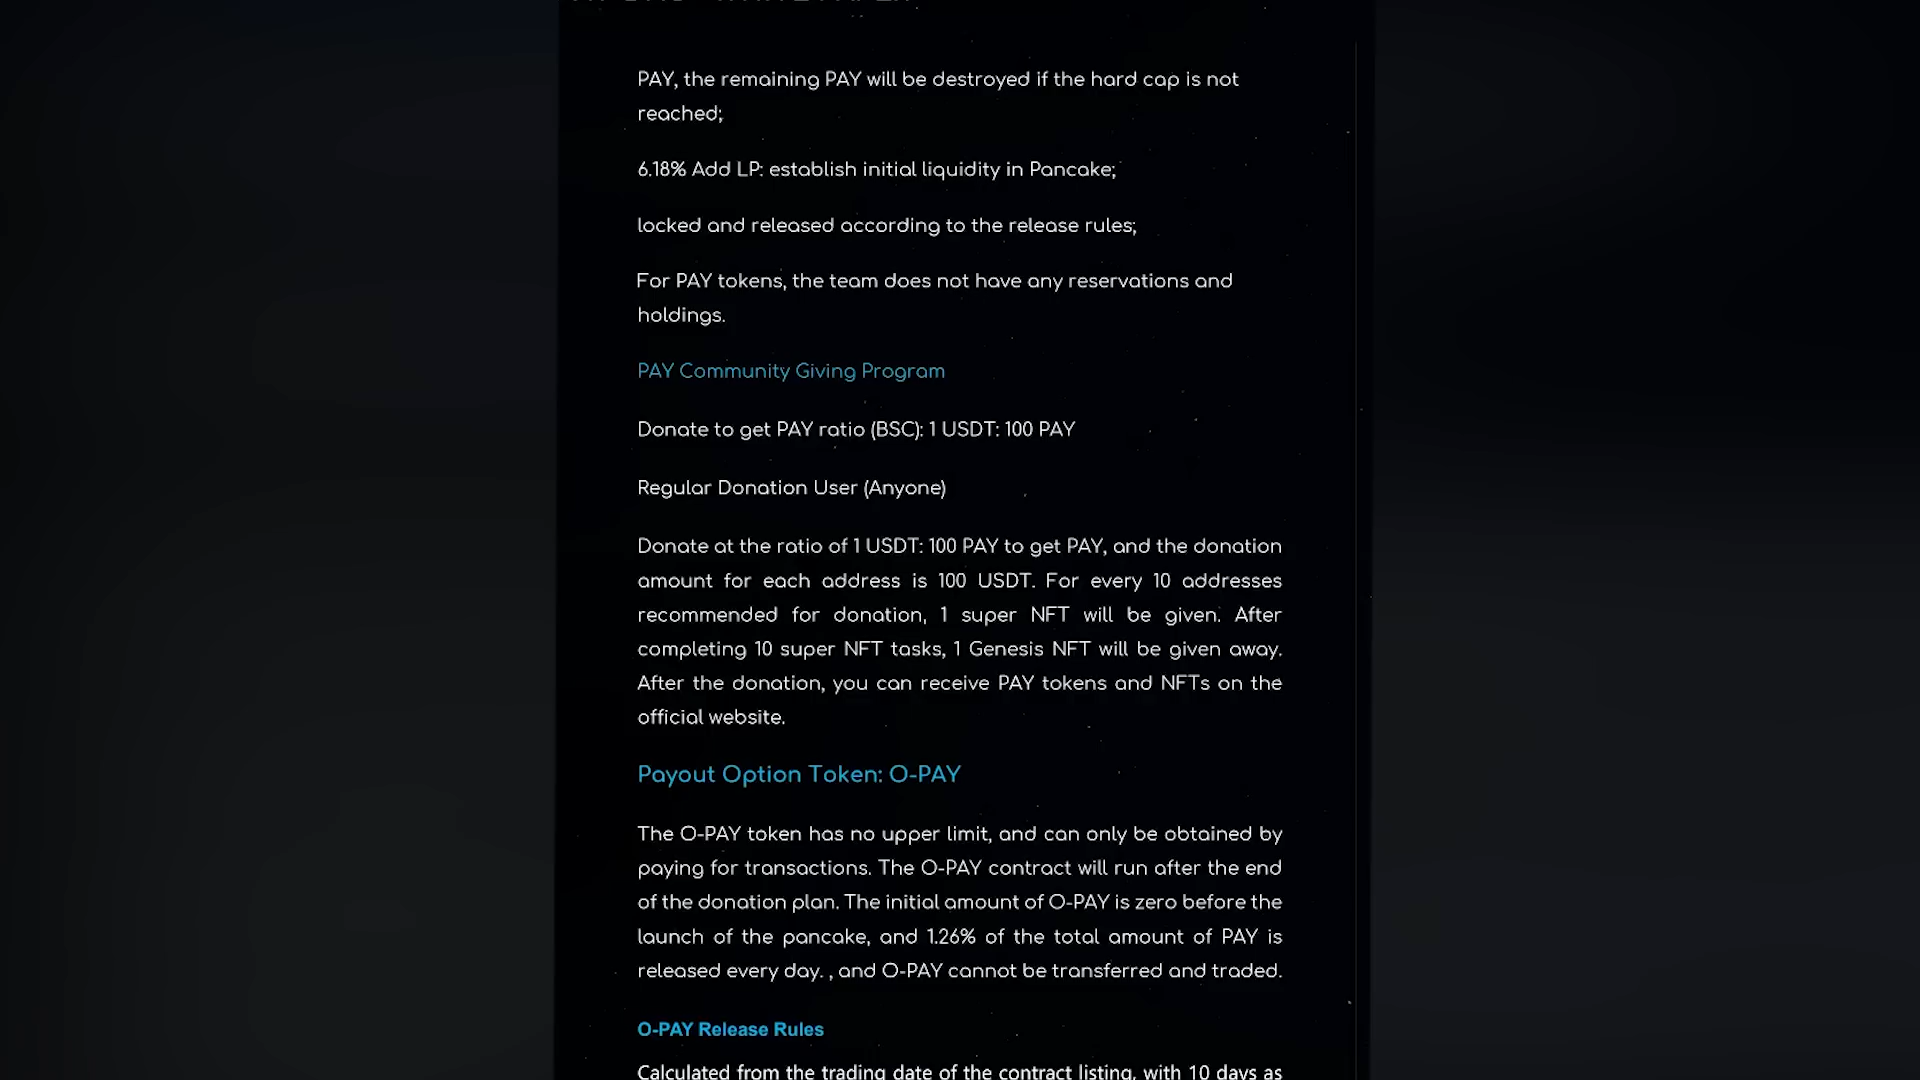 PAY, the remaining PAY will be destroyed if the hard cap is not
reached;
6.18% Add LP: establish initial liquidity in Pancake;
locked and released according to the release rules;
For PAY tokens, the team does not have any reservations and
holdings.
PAY Community Giving Program
Donate to get PAY ratio (BSC): 1 USDT: 100 PAY
Regular Donation User (Anyone)
Donate at the ratio of 1 USDT: 100 PAY to get PAY, and the donation
amount for each address is 100 USDT. For every 10 addresses
recommended for donation, 1 super NFT will be given. After
completing 10 super NFT tasks, 1 Genesis NFT will be given away.
After the donation, you can receive PAY tokens and NFTs on the
official website.
Payout Option Token: O-PAY
The O-PAY token has no upper limit, and can only be obtained by
paying for transactions. The O-PAY contract will run after the end
of the donation plan. The initial amount of O-PAY is zero before the
launch of the pancake, and 1.26% of the total amount of PAY is
released every day. , and O-PAY cannot be transferred and traded.
O-PAY Release Rules
Calculated from the trading date of the contract listing, with 10 days as